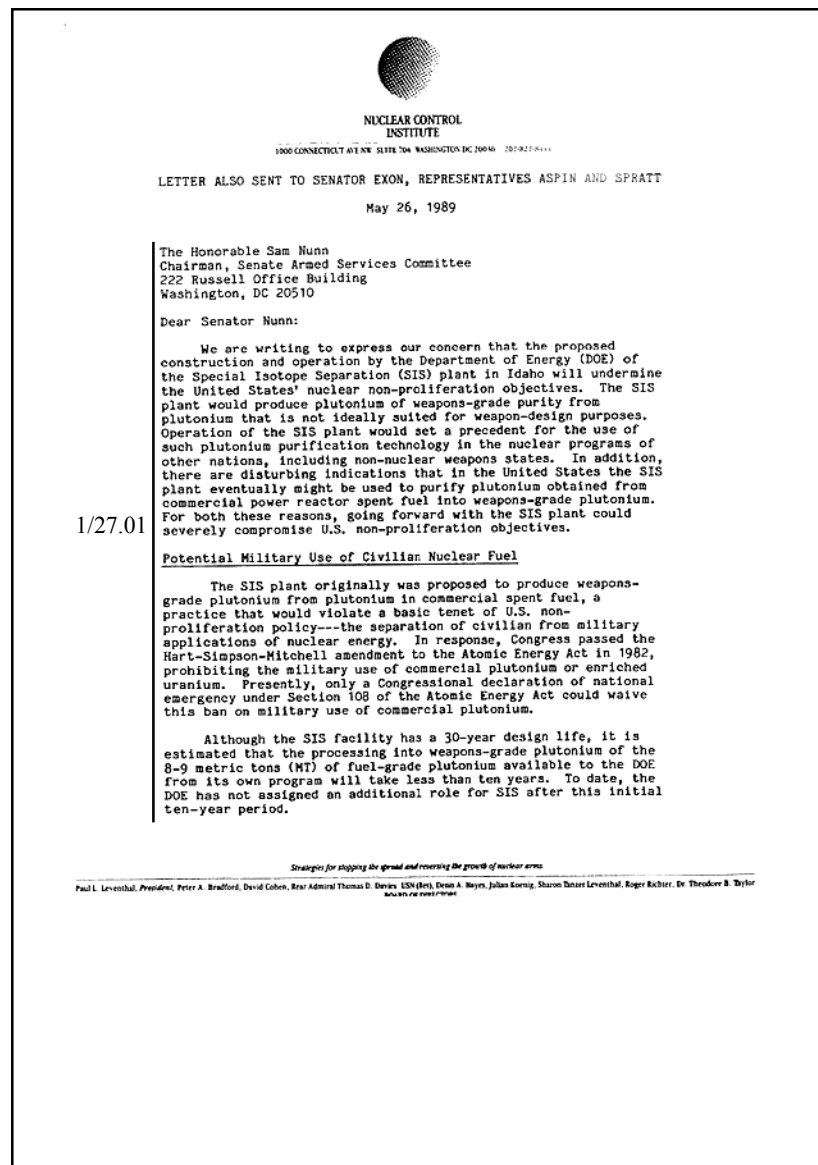 NUCLEAR CONTROL
INSTITUTE
1000 CONNECTICUT AVE NW SUITE 704 WASHINGTON DC 20036
LETTER ALSO SENT TO SENATOR EXON, REPRESENTATIVES ASPIN AND SPRATT
May 26, 1989
The Honorable Sam Nunn
Chairman, Senate Armed Services Committee
222 Russell Office Building
Washington, DC 20510
Dear Senator Nunn:
We are writing to express our concern that the proposed
construction and operation by the Department of Energy (DOE) of
the Special Isotope Separation (SIS) plant in Idaho will undermine
the United States' nuclear non-proliferation objectives. The SIS
plant would produce plutonium of weapons-grade purity from
plutonium that is not ideally suited for weapon-design purposes.
Operation of the SIS plant would set a precedent for the use of
such plutonium purification technology in the nuclear programs of
other nations, including non-nuclear weapons states. In addition,
there are disturbing indications that in the United States the SIS
plant eventually might be used to purify plutonium obtained from
commercial power reactor spent fuel into weapons-grade plutonium.
1/27.01 For both these reasons, going forward with the SIS plant could
severely compromise U.S. non-proliferation objectives.
Potential Military Use of Civilian Nuclear Fuel
The SIS plant originally was proposed to produce weapons-
grade plutonium from plutonium in commercial spent fuel, a
practice that would violate a basic tenet of U.S. non-
proliferation policy---the separation of civilian from military
applications of nuclear energy. In response, Congress passed the
Hart-Simpson-Mitchell amendment to the Atomic Energy Act in 1982,
prohibiting the military use of commercial plutonium or enriched
uranium. Presently, only a Congressional declaration of national
emergency under Section 108 of the Atomic Energy Act could waive
this ban on military use of commercial plutonium.
Although the SIS facility has a 30-year design life, it is
estimated that the processing into weapons-grade plutonium of the
8-9 metric tons (MT) of fuel-grade plutonium available to the DOE
from its own program will take less than ten years. To date, the
DOE has not assigned an additional role for SIS after this initial
ten-year period.
Strategies for stopping the spread and reversing the growth of nuclear arms.
Paul L. Leventhal, President, Peter A. Bradford, David Cohen, Rear Admiral Thomas D. Davies USN (Ret), Denis A. Hayes, Julian Koenig, Sharon Tanzer Leventhal, Roger Richter, Dr. Theodore B. Taylor
BOARD OF DIRECTORS